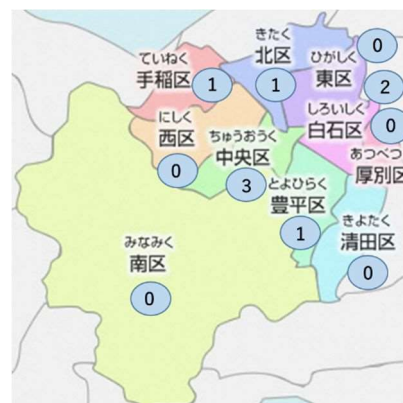 きたく
北区
0
ていねく
手稲区
1
1
ひがしく
東区
2
にしく
西区
0
ちゅうおうく
中央区
3
しろいしく
白石区
0
あつべつ
厚別区
とよひらく
豊平区
1
きよたく
清田区
0
みなみく
南区
0